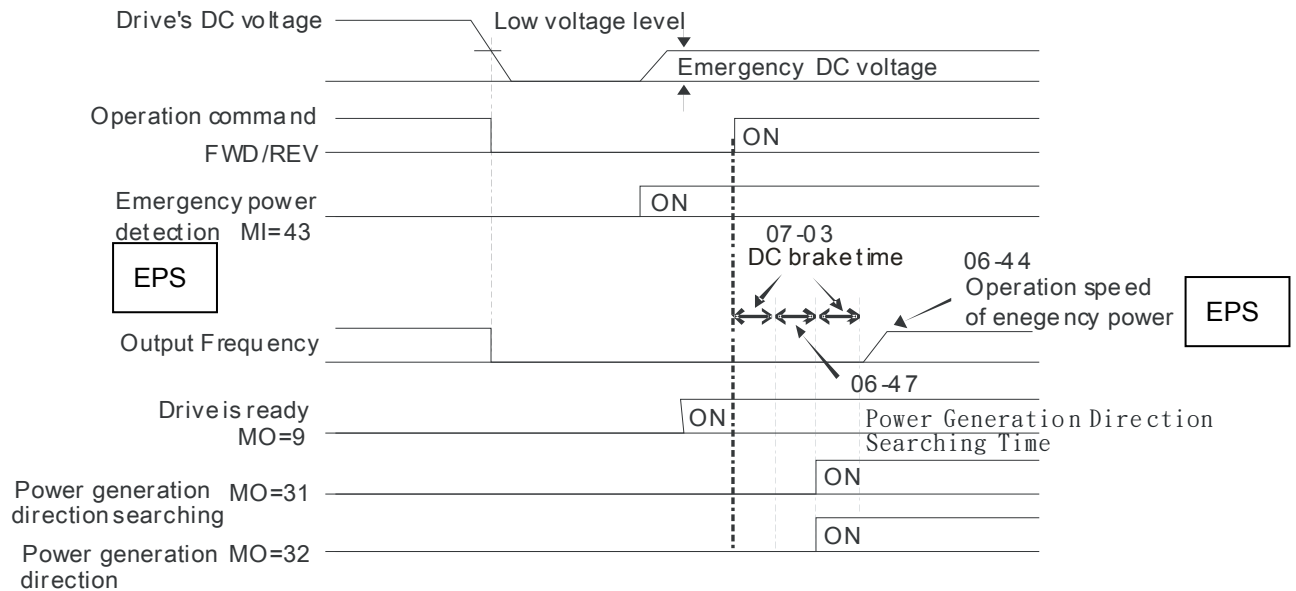 Drive's DC voltage
Low voltage level
Emergency DC voltage
Operation command
FWD/REV
ON
Emergency power
detection MI=43
ON
EPS
07-03
DC brake time
06-44
Operation speed
of enegency power
EPS
Output Frequency
06-47
Drive is ready
MO=9
ON
Power Generation Direction
Searching Time
Power generation MO=31
direction searching
ON
Power generation MO=32
direction
ON